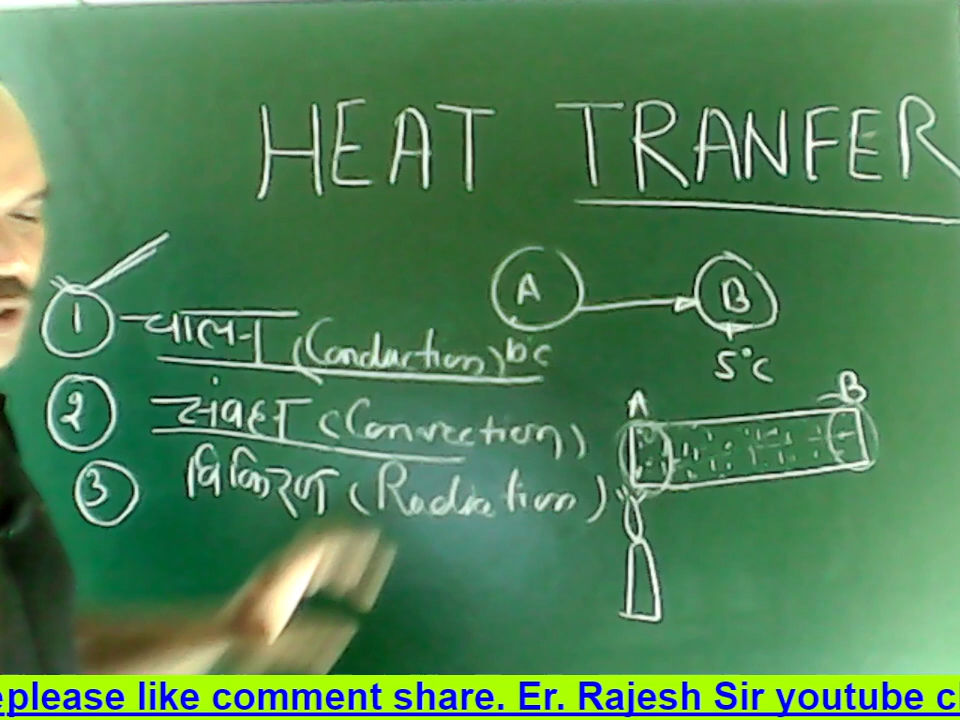 HEAT TRANFER
A B
1 चालन (Conduction) 10°C 5°C
2 संवहन (Convection) A B
3 विकिरण (Radiation)
please like comment share. Er. Rajesh Sir youtube